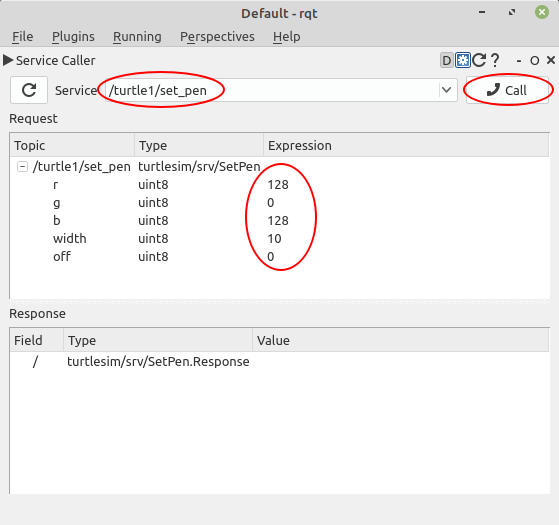 Default - rqt
File Plugins Running Perspectives Help
Service Caller D ? - O ×
Service /turtle1/set_pen Call
Request
Topic Type Expression
/turtle1/set_pen turtlesim/srv/SetPen
r uint8 128
g uint8 0
b uint8 128
width uint8 10
off uint8 0
Response
Field Type Value
/ turtlesim/srv/SetPen.Response